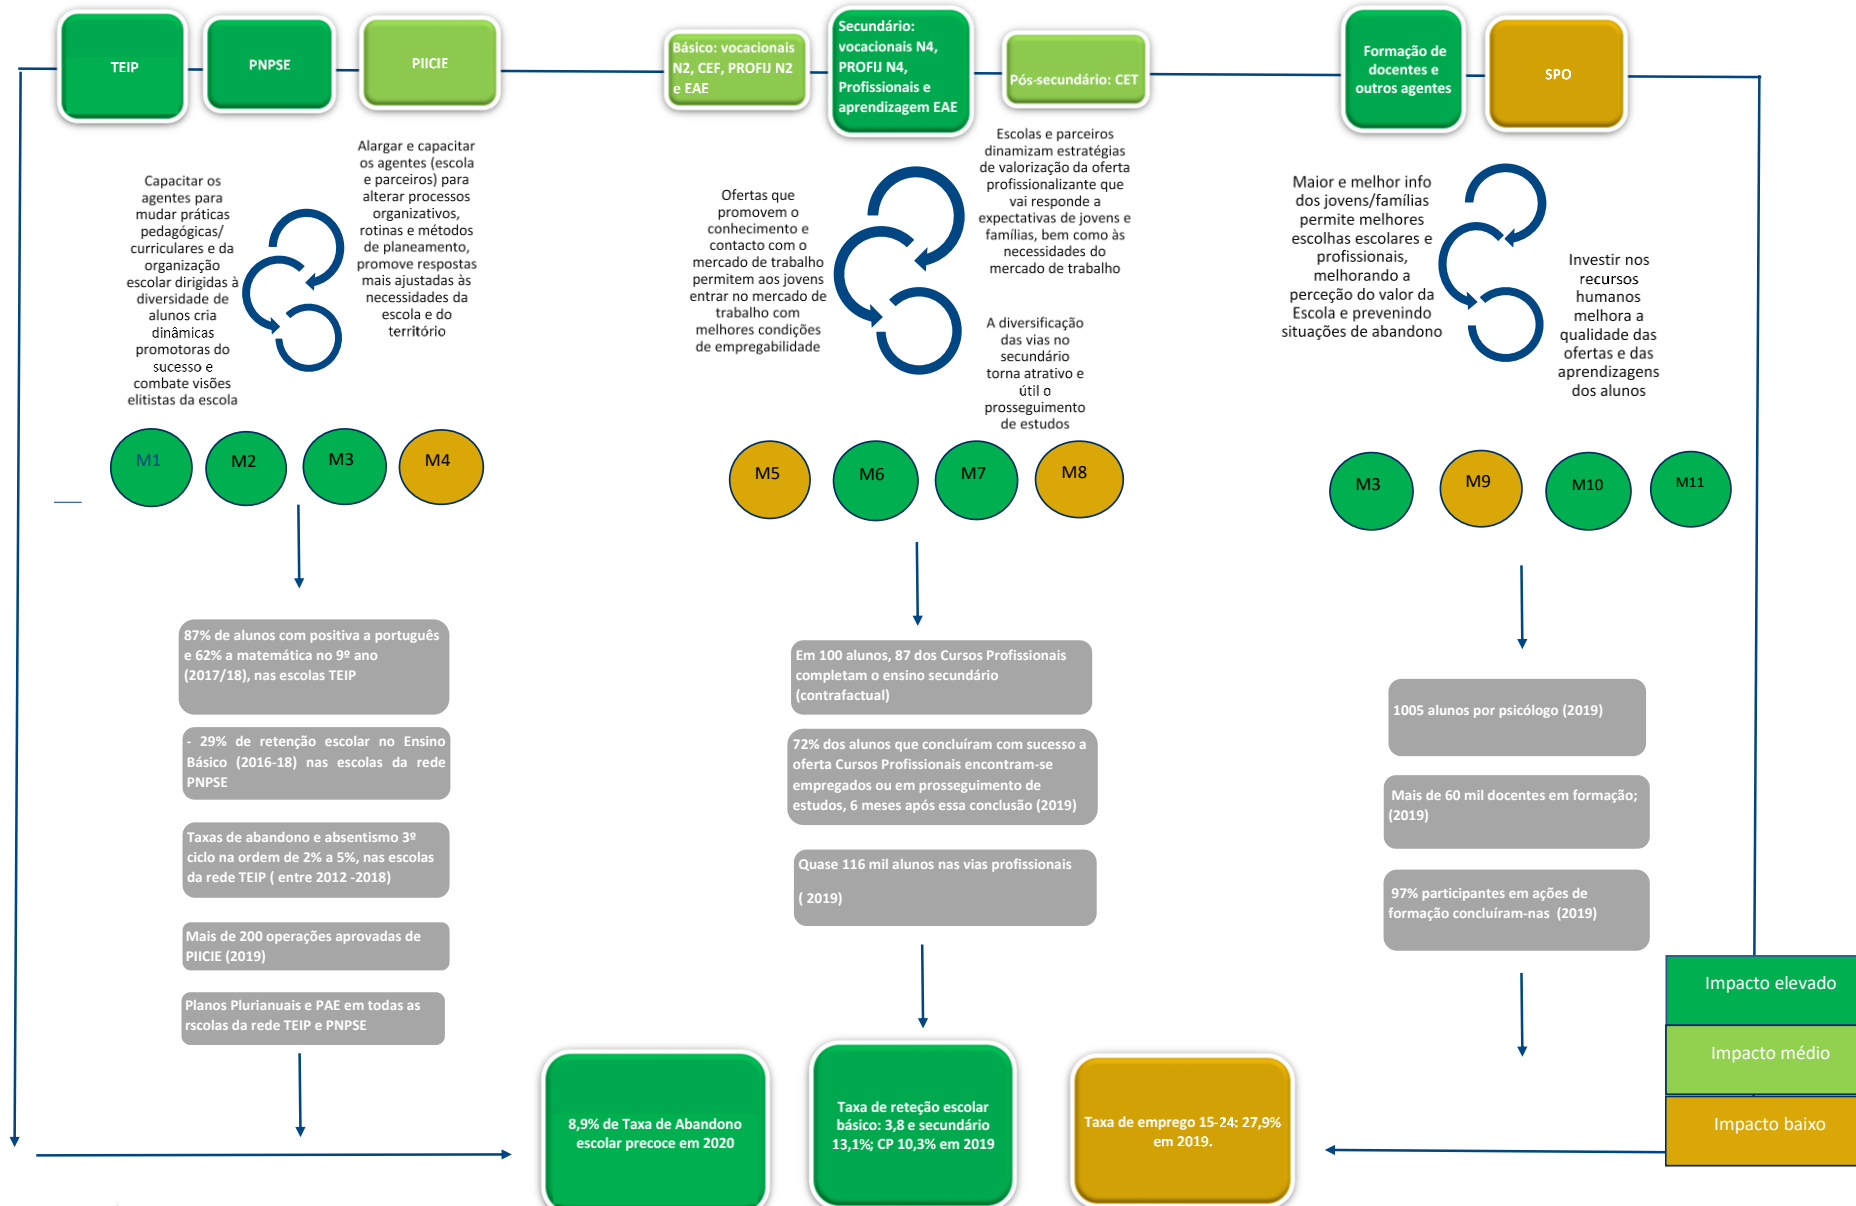 TEIP
PNPSE
PIICIE
Básico: vocacionais
N2, CEF, PROFIJ N2
e EAE
Secundário:
vocacionais N4,
PROFIJ N4,
Profissionais e
aprendizagem EAE
Pós-secundário: CET
Formação de
docentes e
outros agentes
SPO
Capacitar os
agentes para
mudar práticas
pedagógicas/
curriculares e da
organização
escolar dirigidas à
diversidade de
alunos cria
dinâmicas
promotoras do
sucesso e
combate visões
elitistas da escola
Alargar e capacitar
os agentes (escola
e parceiros) para
alterar processos
organizativos,
rotinas e métodos
de planeamento,
promove respostas
mais ajustadas às
necessidades da
escola e do
território
Ofertas que
promovem o
conhecimento e
contacto com o
mercado de trabalho
permitem aos jovens
entrar no mercado de
trabalho com
melhores condições
de empregabilidade
Escolas e parceiros
dinamizam estratégias
de valorização da oferta
profissionalizante que
vai responde a
expectativas de jovens e
famílias, bem como às
necessidades do
mercado de trabalho
A diversificação
das vias no
secundário
torna atrativo e
útil o
prosseguimento
de estudos
Maior e melhor info
dos jovens/famílias
permite melhores
escolhas escolares e
profissionais,
melhorando a
perceção do valor da
Escola e prevenindo
situações de abandono
Investir nos
recursos
humanos
melhora a
qualidade das
ofertas e das
aprendizagens
dos alunos
M1
M2
M3
M4
M5
M6
M7
M8
M3
M9
M10
M11
87% de alunos com positiva a português
e 62% a matemática no 9º ano
(2017/18), nas escolas TEIP
- 29% de retenção escolar no Ensino
Básico (2016-18) nas escolas da rede
PNPSE
Taxas de abandono e absentismo 3º
ciclo na ordem de 2% a 5%, nas escolas
da rede TEIP ( entre 2012 -2018)
Mais de 200 operações aprovadas de
PIICIE (2019)
Planos Plurianuais e PAE em todas as
rscolas da rede TEIP e PNPSE
Em 100 alunos, 87 dos Cursos Profissionais
completam o ensino secundário
(contrafactual)
72% dos alunos que concluíram com sucesso a
oferta Cursos Profissionais encontram-se
empregados ou em prosseguimento de
estudos, 6 meses após essa conclusão (2019)
Quase 116 mil alunos nas vias profissionais
( 2019)
1005 alunos por psicólogo (2019)
Mais de 60 mil docentes em formação;
(2019)
97% participantes em ações de
formação concluíram-nas (2019)
8,9% de Taxa de Abandono
escolar precoce em 2020
Taxa de reteção escolar
básico: 3,8 e secundário
13,1%; CP 10,3% em 2019
Taxa de emprego 15-24: 27,9%
em 2019.
Impacto elevado
Impacto médio
Impacto baixo